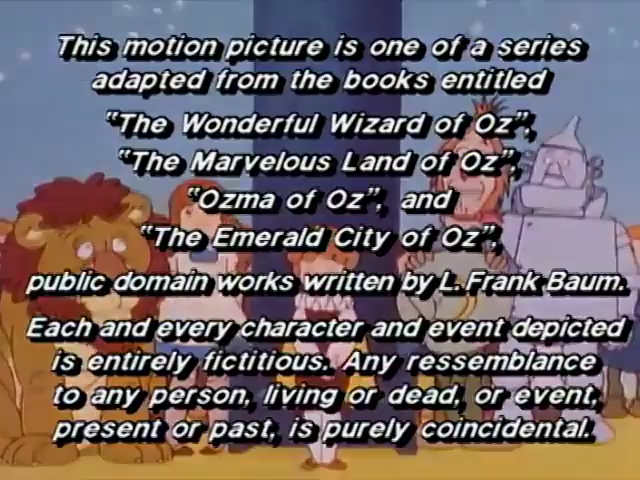 This motion picture is one of a series
adapted from the books entitled
"The Wonderful Wizard of Oz",
"The Marvelous Land of Oz",
"Ozma of Oz", and
"The Emerald City of Oz",
public domain works written by L. Frank Baum.
Each and every character and event depicted
is entirely fictitious. Any ressemblance
to any person, living or dead, or event,
present or past, is purely coincidental.